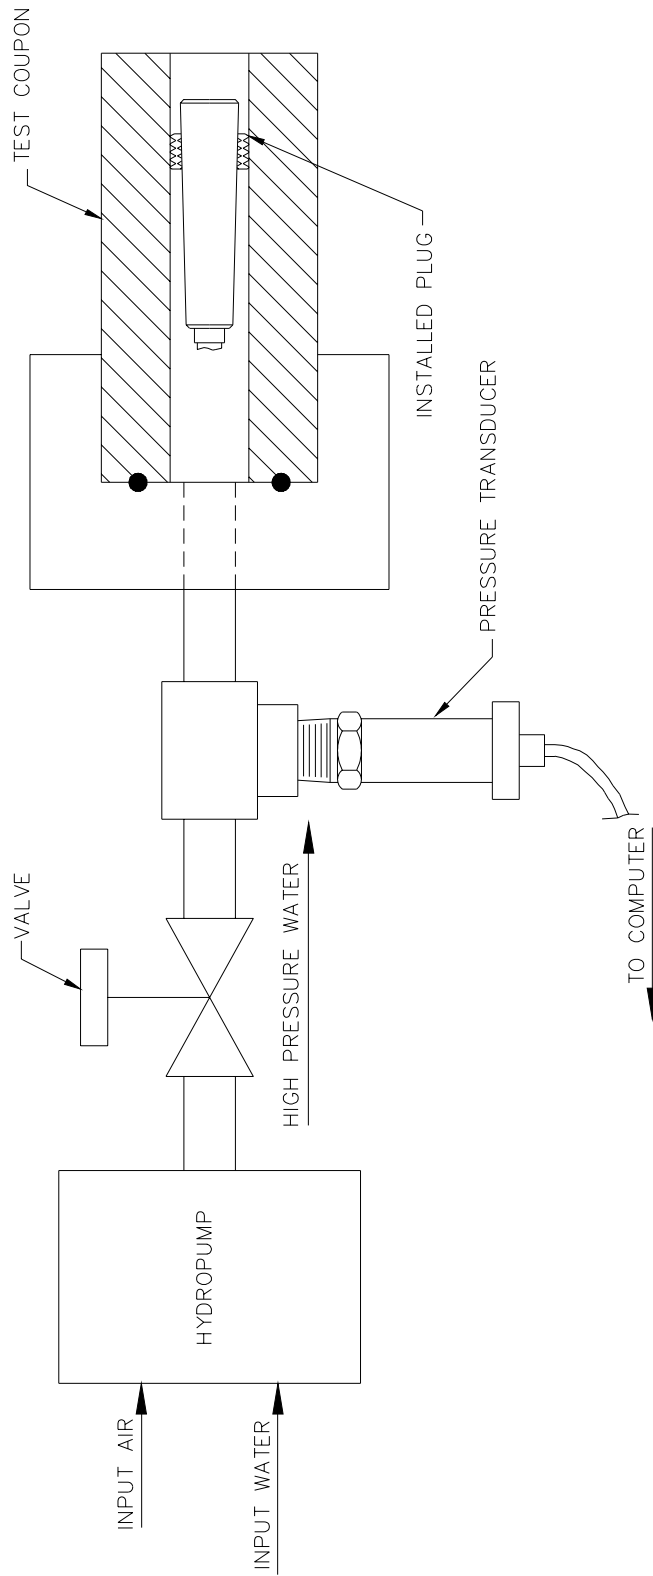 TEST COUPON
INSTALLED PLUG
PRESSURE TRANSDUCER
VALVE
TO COMPUTER
HIGH PRESSURE WATER
HYDROPUMP
INPUT AIR
INPUT WATER